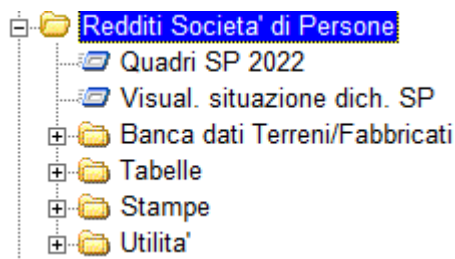 Redditi Societa' di Persone
Quadri SP 2022
Visual. situazione dich. SP
Banca dati Terreni/Fabbricati
Tabelle
Stampe
Utilita'